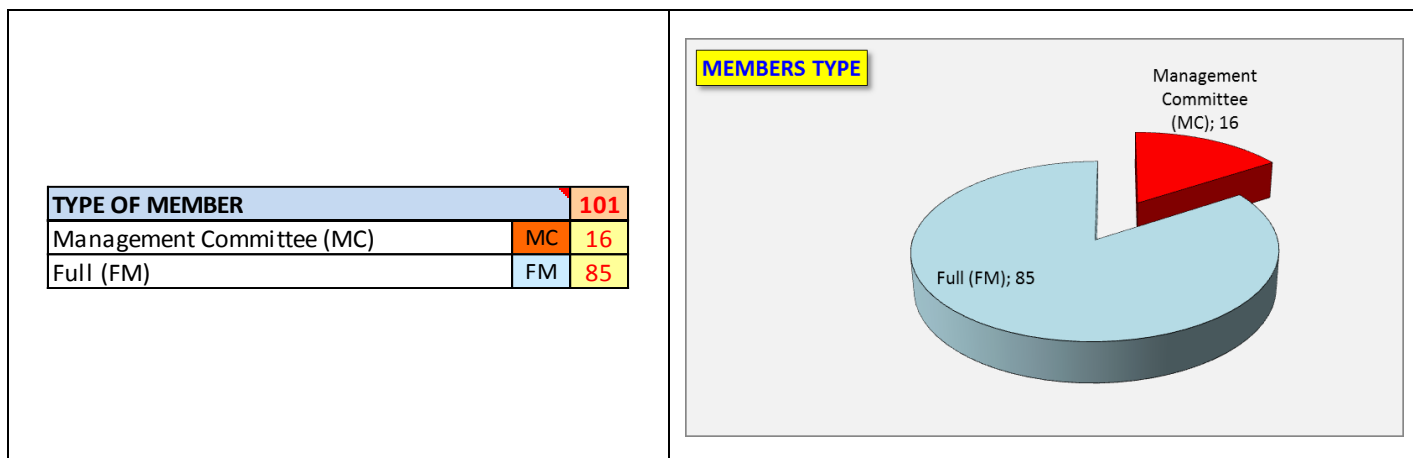 TYPE OF MEMBER 101
Management Committee (MC) MC 16
Full (FM) FM 85
MEMBERS TYPE
Management
Committee
(MC); 16
Full (FM); 85